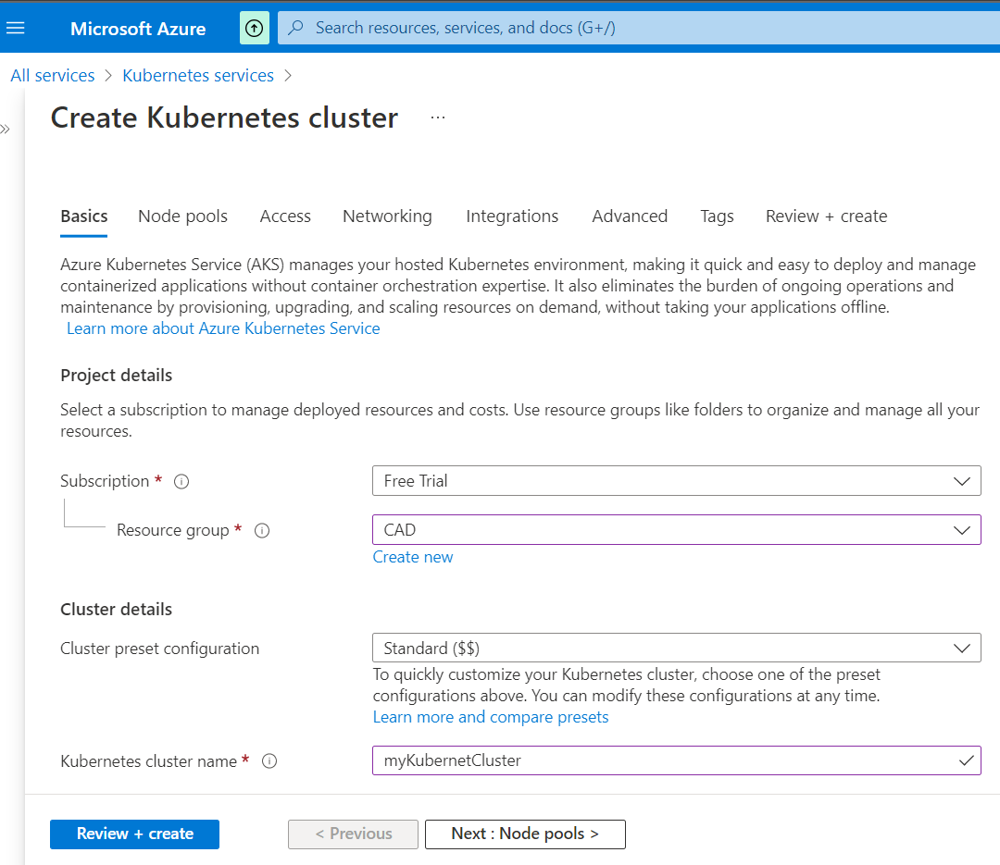 Microsoft Azure
Search resources, services, and docs (G+/)
All services > Kubernetes services >
Create Kubernetes cluster ...
Basics Node pools Access Networking Integrations Advanced Tags Review + create
Azure Kubernetes Service (AKS) manages your hosted Kubernetes environment, making it quick and easy to deploy and manage
containerized applications without container orchestration expertise. It also eliminates the burden of ongoing operations and
maintenance by provisioning, upgrading, and scaling resources on demand, without taking your applications offline.
Learn more about Azure Kubernetes Service
Project details
Select a subscription to manage deployed resources and costs. Use resource groups like folders to organize and manage all your
resources.
Subscription * Free Trial
Resource group * CAD
Create new
Cluster details
Cluster preset configuration Standard ($$)
To quickly customize your Kubernetes cluster, choose one of the preset
configurations above. You can modify these configurations at any time.
Learn more and compare presets
Kubernetes cluster name * myKubernetCluster
Review + create < Previous Next : Node pools >